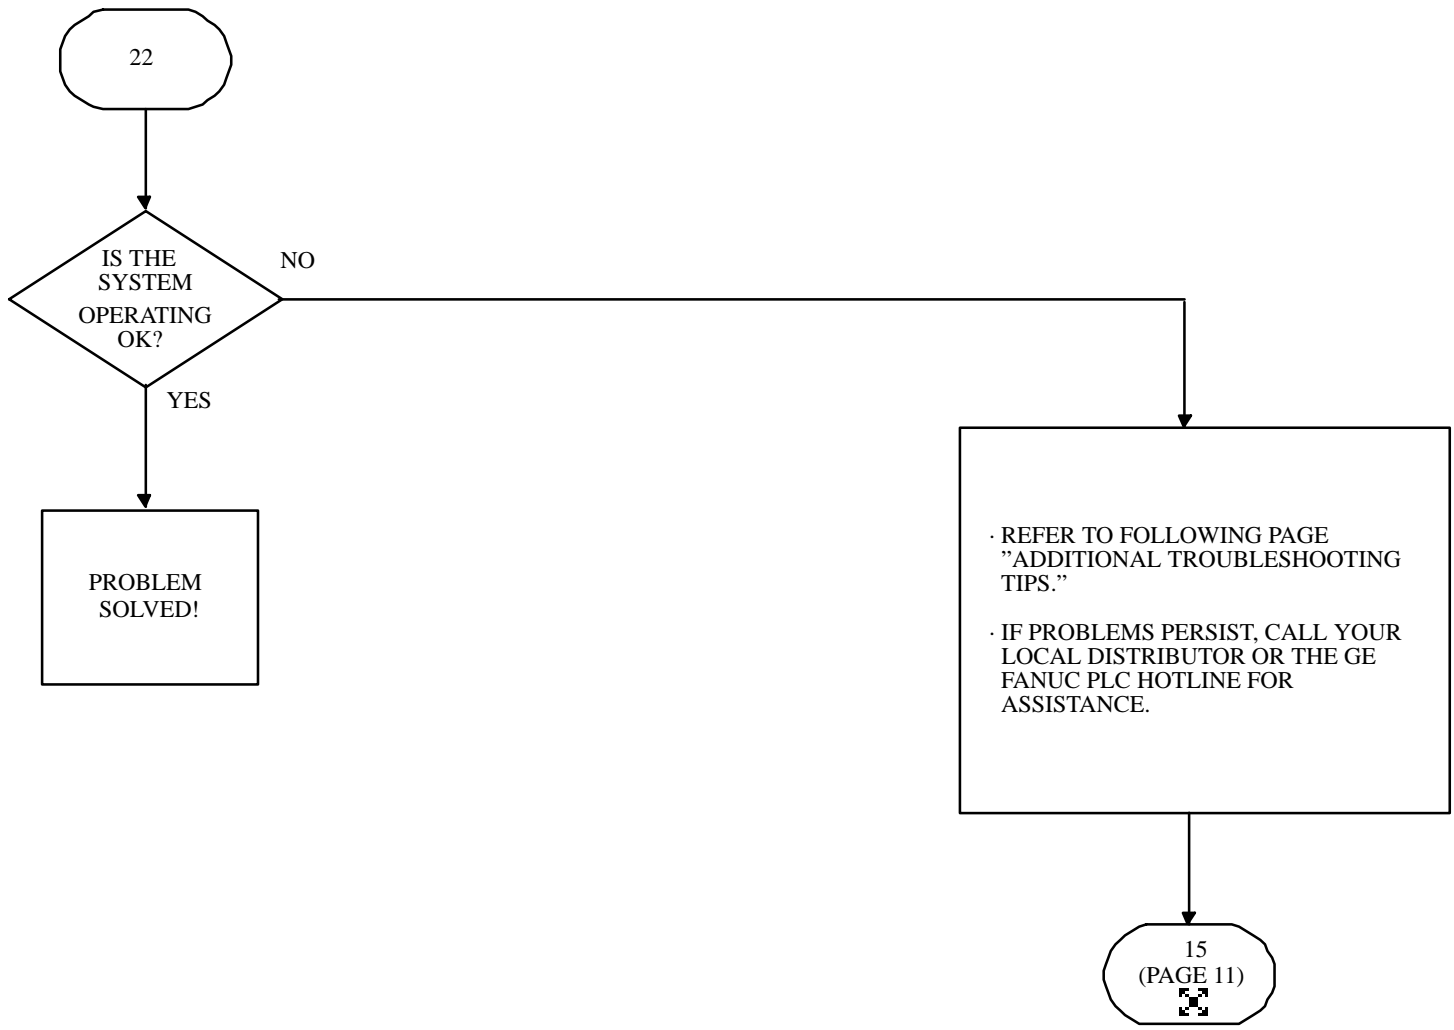 22
IS THE
SYSTEM
OPERATING
OK?
NO
YES
PROBLEM
SOLVED!
· REFER TO FOLLOWING PAGE
”ADDITIONAL TROUBLESHOOTING
TIPS.”
· IF PROBLEMS PERSIST, CALL YOUR
LOCAL DISTRIBUTOR OR THE GE
FANUC PLC HOTLINE FOR
ASSISTANCE.
15
(PAGE 11)